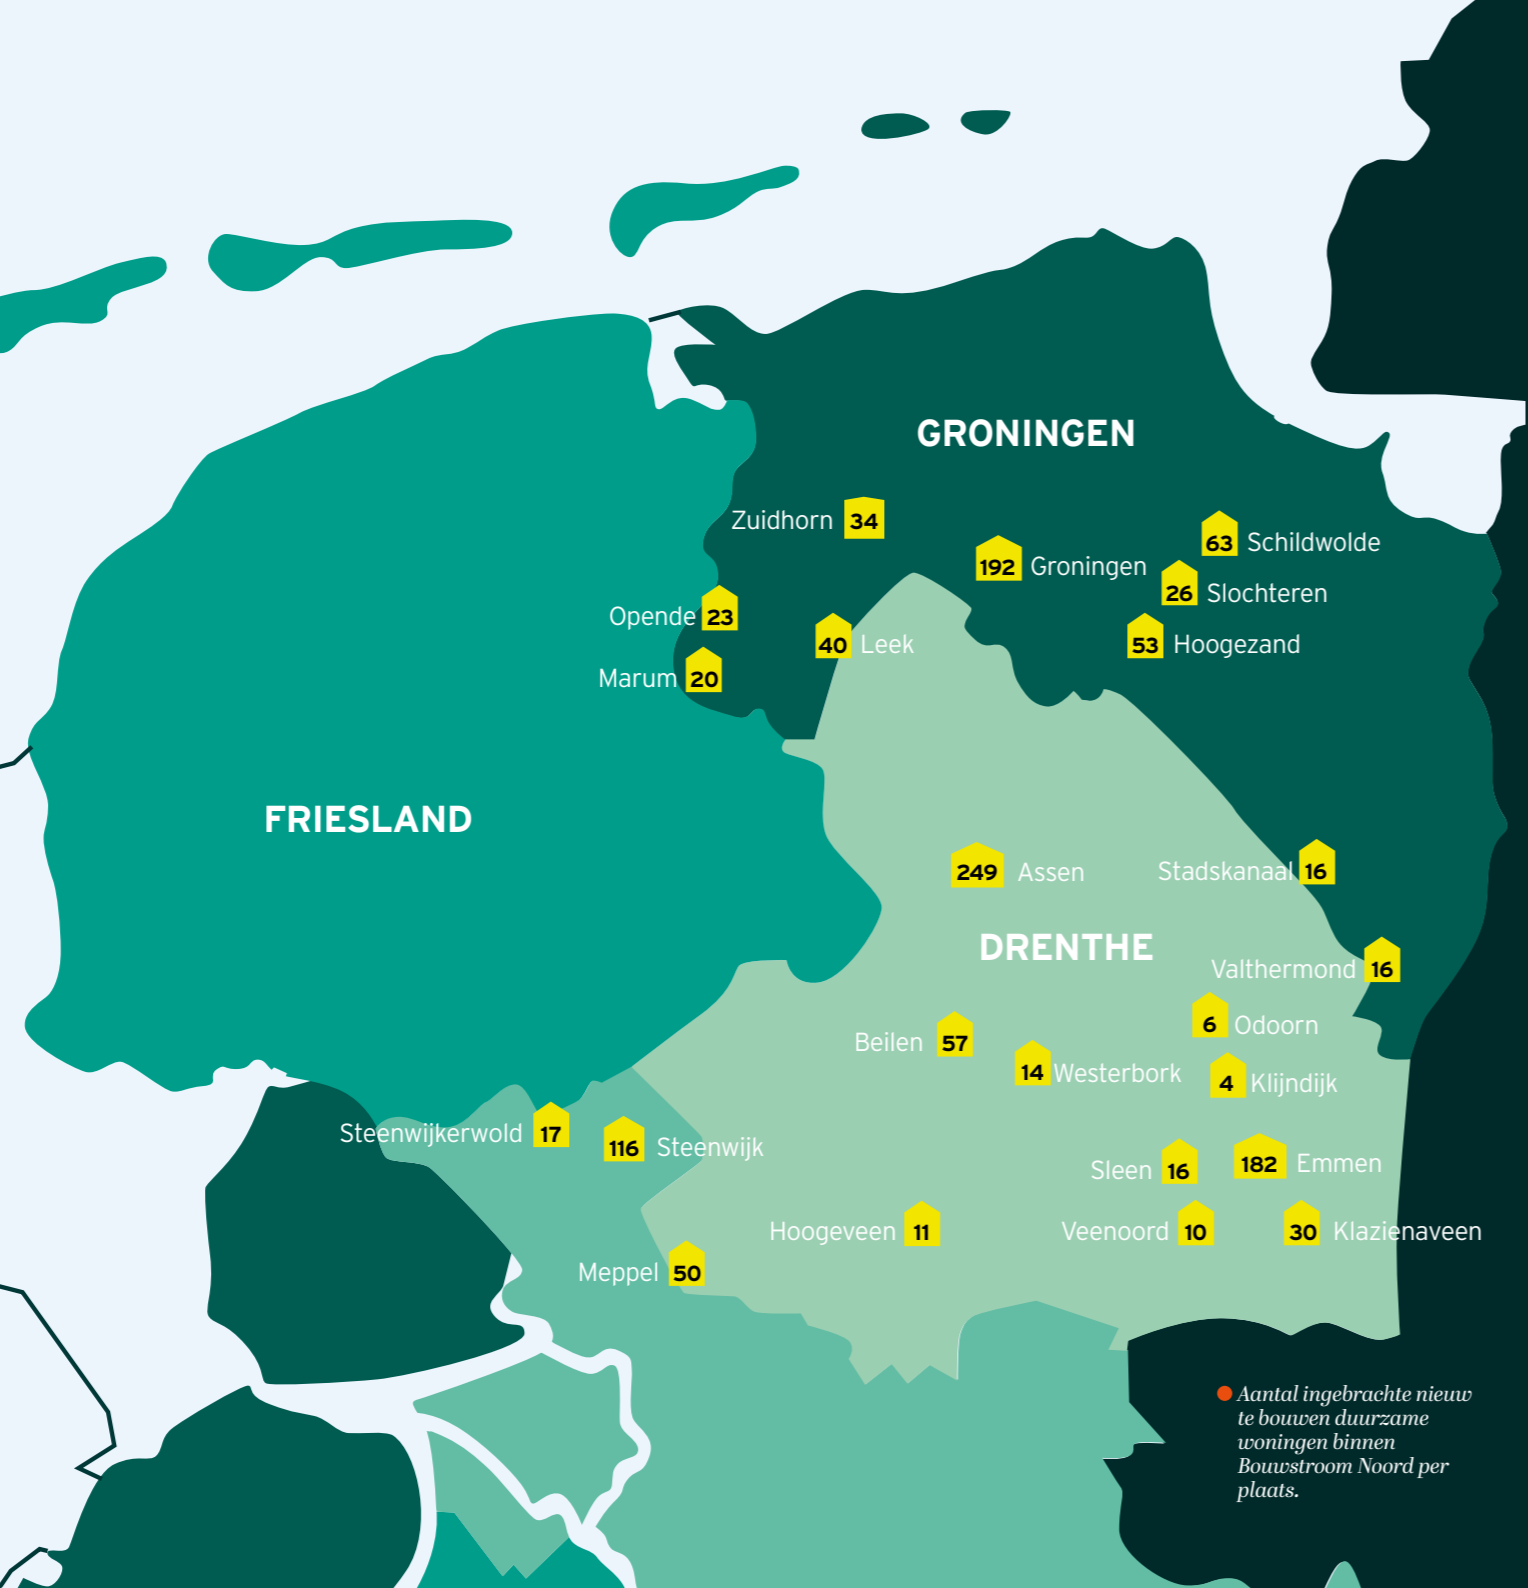 GRONINGEN
Zuidhorn 34
63 Schildwolde
192 Groningen
26 Slochteren
Opende 23
40 Leek
53 Hoogezand
Marum 20
FRIESLAND
249 Assen
Stadskanaal 16
DRENTHE
Valthermond 16
6 Odoorn
Beilen 57
14 Westerbork
4 Klijndijk
Steenwijkerwold 17
116 Steenwijk
Sleen 16
182 Emmen
Hoogeveen 11
Veenoord 10
30 Klazienaveen
Meppel 50
Aantal ingebrachte nieuw
te bouwen duurzame
woningen binnen
Bouwstroom Noord per
plaats.